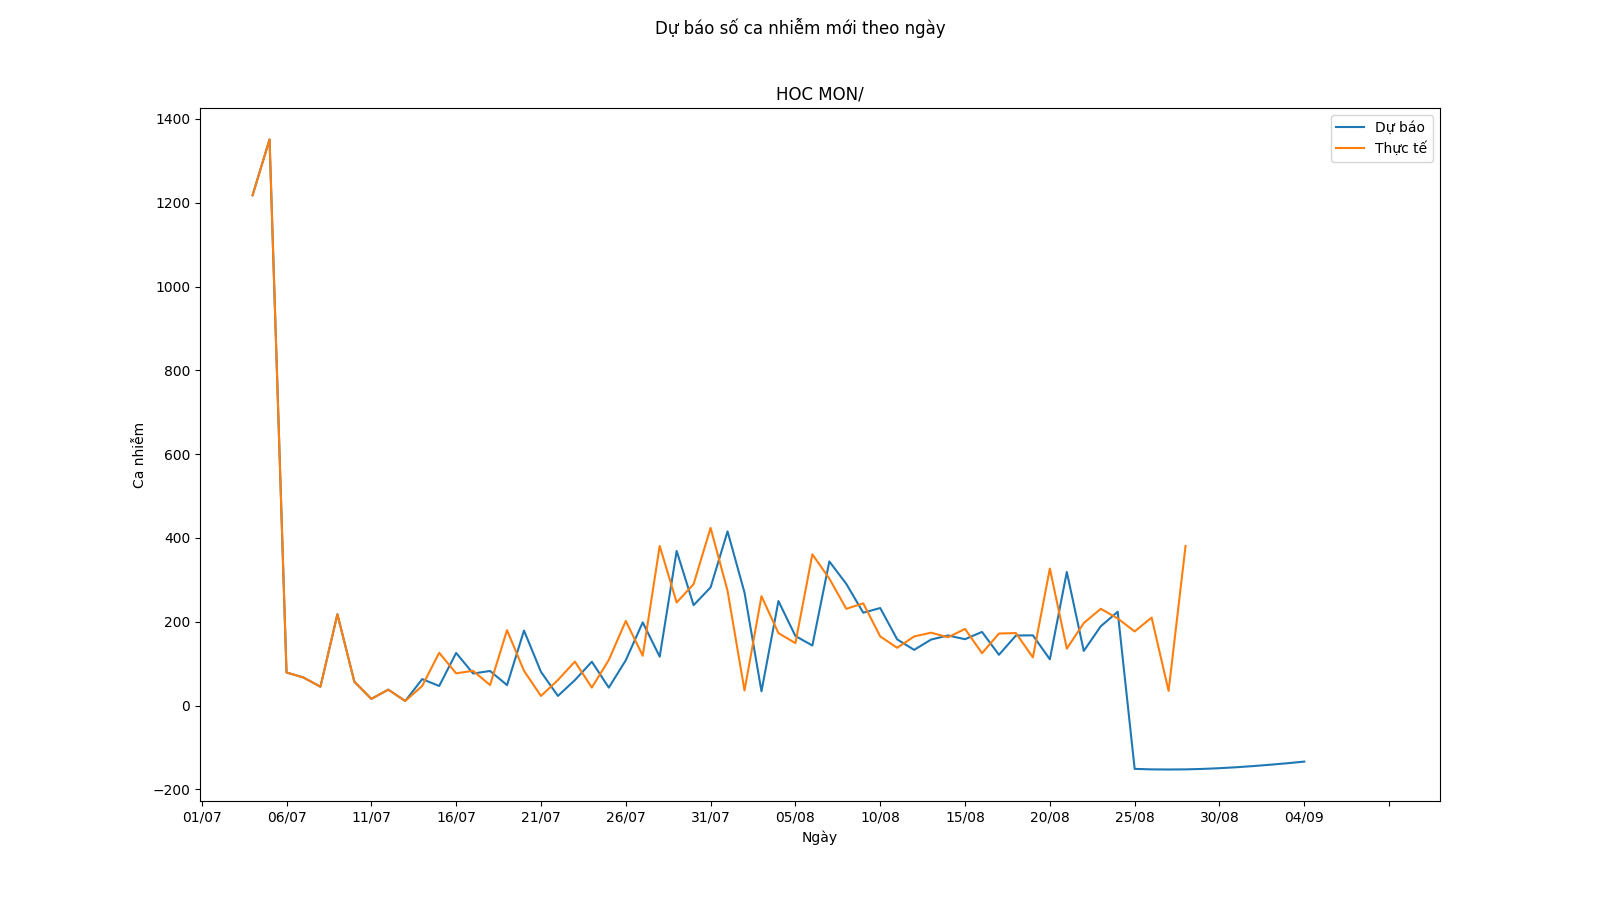 Dự báo số ca nhiễm mới theo ngày
HOC MON/
Dự báo
Thực tế
Ca nhiễm
1400
1200
1000
800
600
400
200
0
−200
01/07 06/07 11/07 16/07 21/07 26/07 31/07 05/08 10/08 15/08 20/08 25/08 30/08 04/09
Ngày